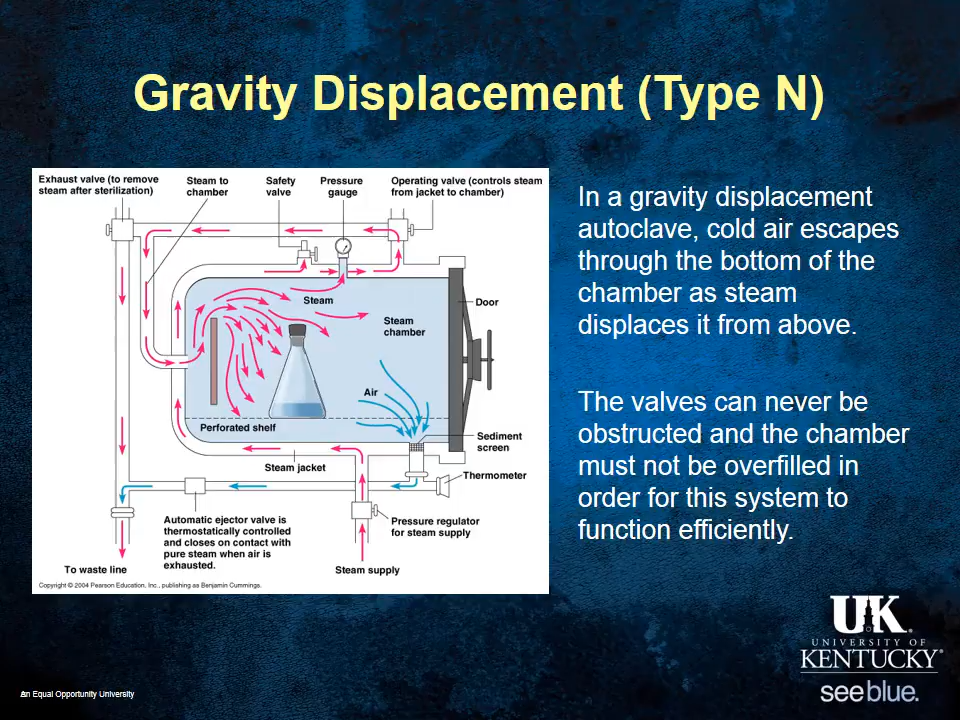 Gravity Displacement (Type N)
Exhaust valve (to remove
steam after sterilization)
Steam to
chamber
Safety
valve
Pressure
gauge
Operating valve (controls steam
from jacket to chamber)
Steam
Steam
chamber
Door
Air
Perforated shelf
Sediment
screen
Steam jacket
Thermometer
Automatic ejector valve is
thermostatically controlled
and closes on contact with
pure steam when air is
exhausted.
Pressure regulator
for steam supply
To waste line
Steam supply
Copyright © 2004 Pearson Education, Inc., publishing as Benjamin Cummings.
In a gravity displacement
autoclave, cold air escapes
through the bottom of the
chamber as steam
displaces it from above.
The valves can never be
obstructed and the chamber
must not be overfilled in
order for this system to
function efficiently.
UK
UNIVERSITY OF
KENTUCKY®
see blue.
An Equal Opportunity University